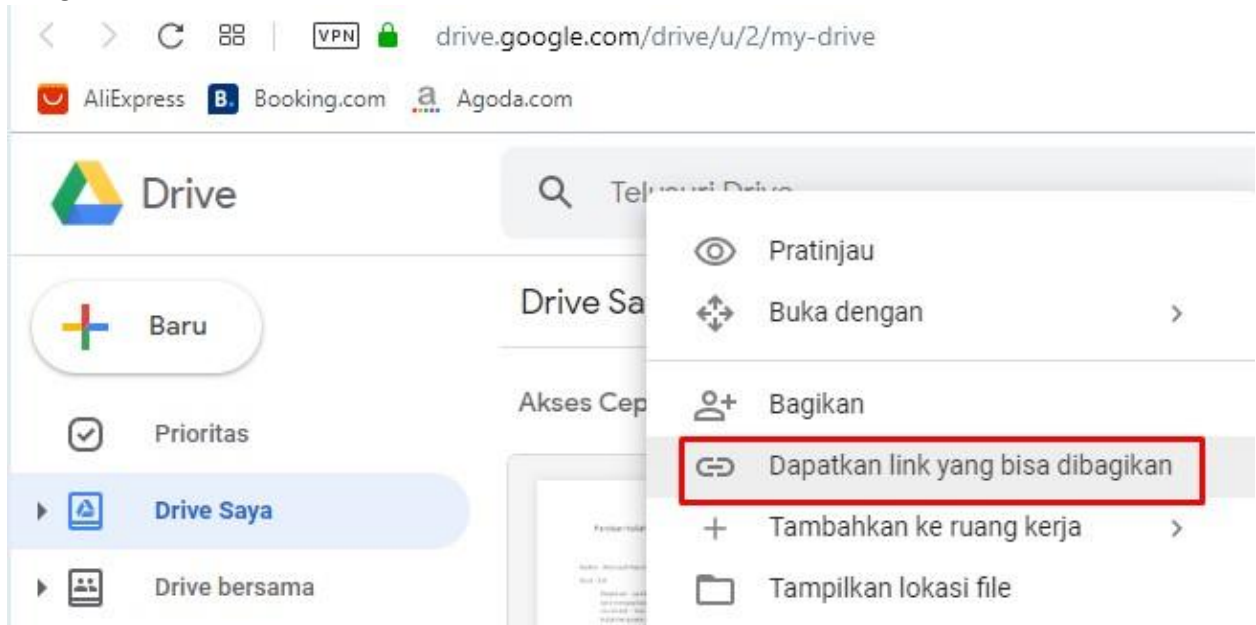 VPN drive.google.com/drive/u/2/my-drive
AliExpress B. Booking.com a Agoda.com
Drive
Telusuri Drive
Pratinjau
Baru
Drive Sa
Buka dengan
Akses Cep
Bagikan
Prioritas
Dapatkan link yang bisa dibagikan
Drive Saya
Tambahkan ke ruang kerja
Drive bersama
Tampilkan lokasi file